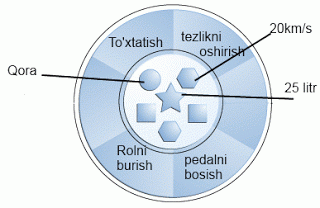 To'xtatish
tezlikni
oshirish
20km/s
Qora
25 litr
Rolni
burish
pedalni
bosish